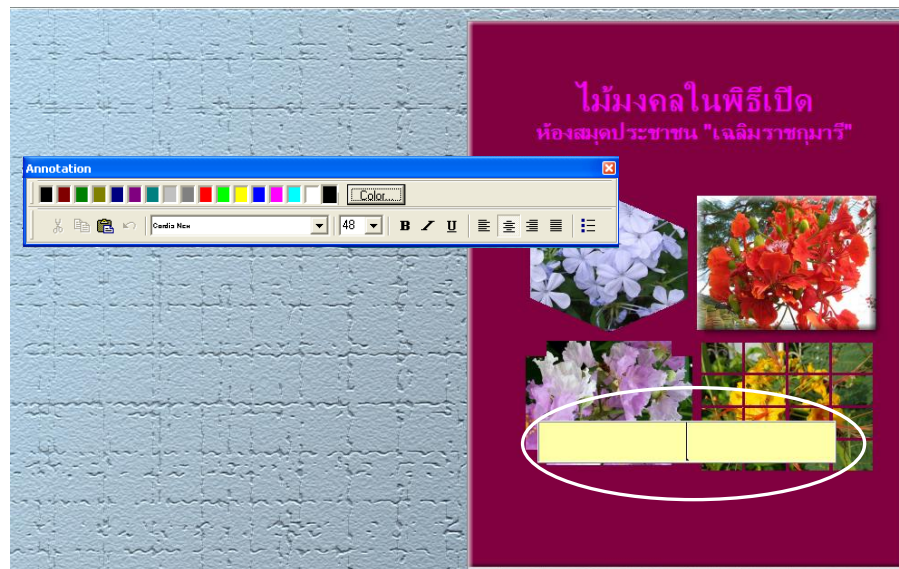 ไม้มงคลในพิธีเปิด
ห้องสมุดประชาชน "เฉลิมราชกุมารี"
Annotation
Color...
Cordia New 48 B I U